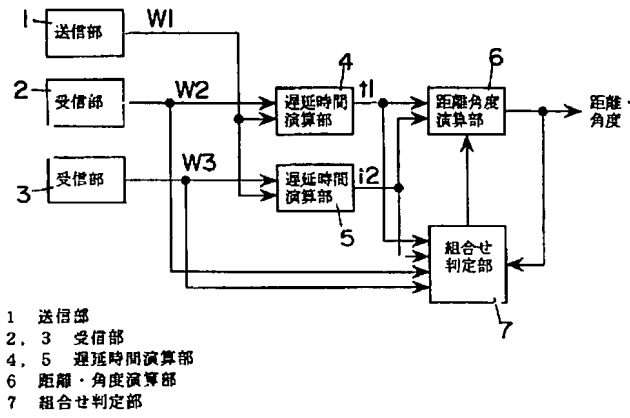 1
送信部
W1
2
受信部
W2
4
遅延時間
演算部
t1
6
距離角度
演算部
距離・
角度
3
受信部
W3
遅延時間
演算部
i2
5
組合せ
判定部
7
1 送信部
2, 3 受信部
4, 5 遅延時間演算部
6 距離・角度演算部
7 組合せ判定部